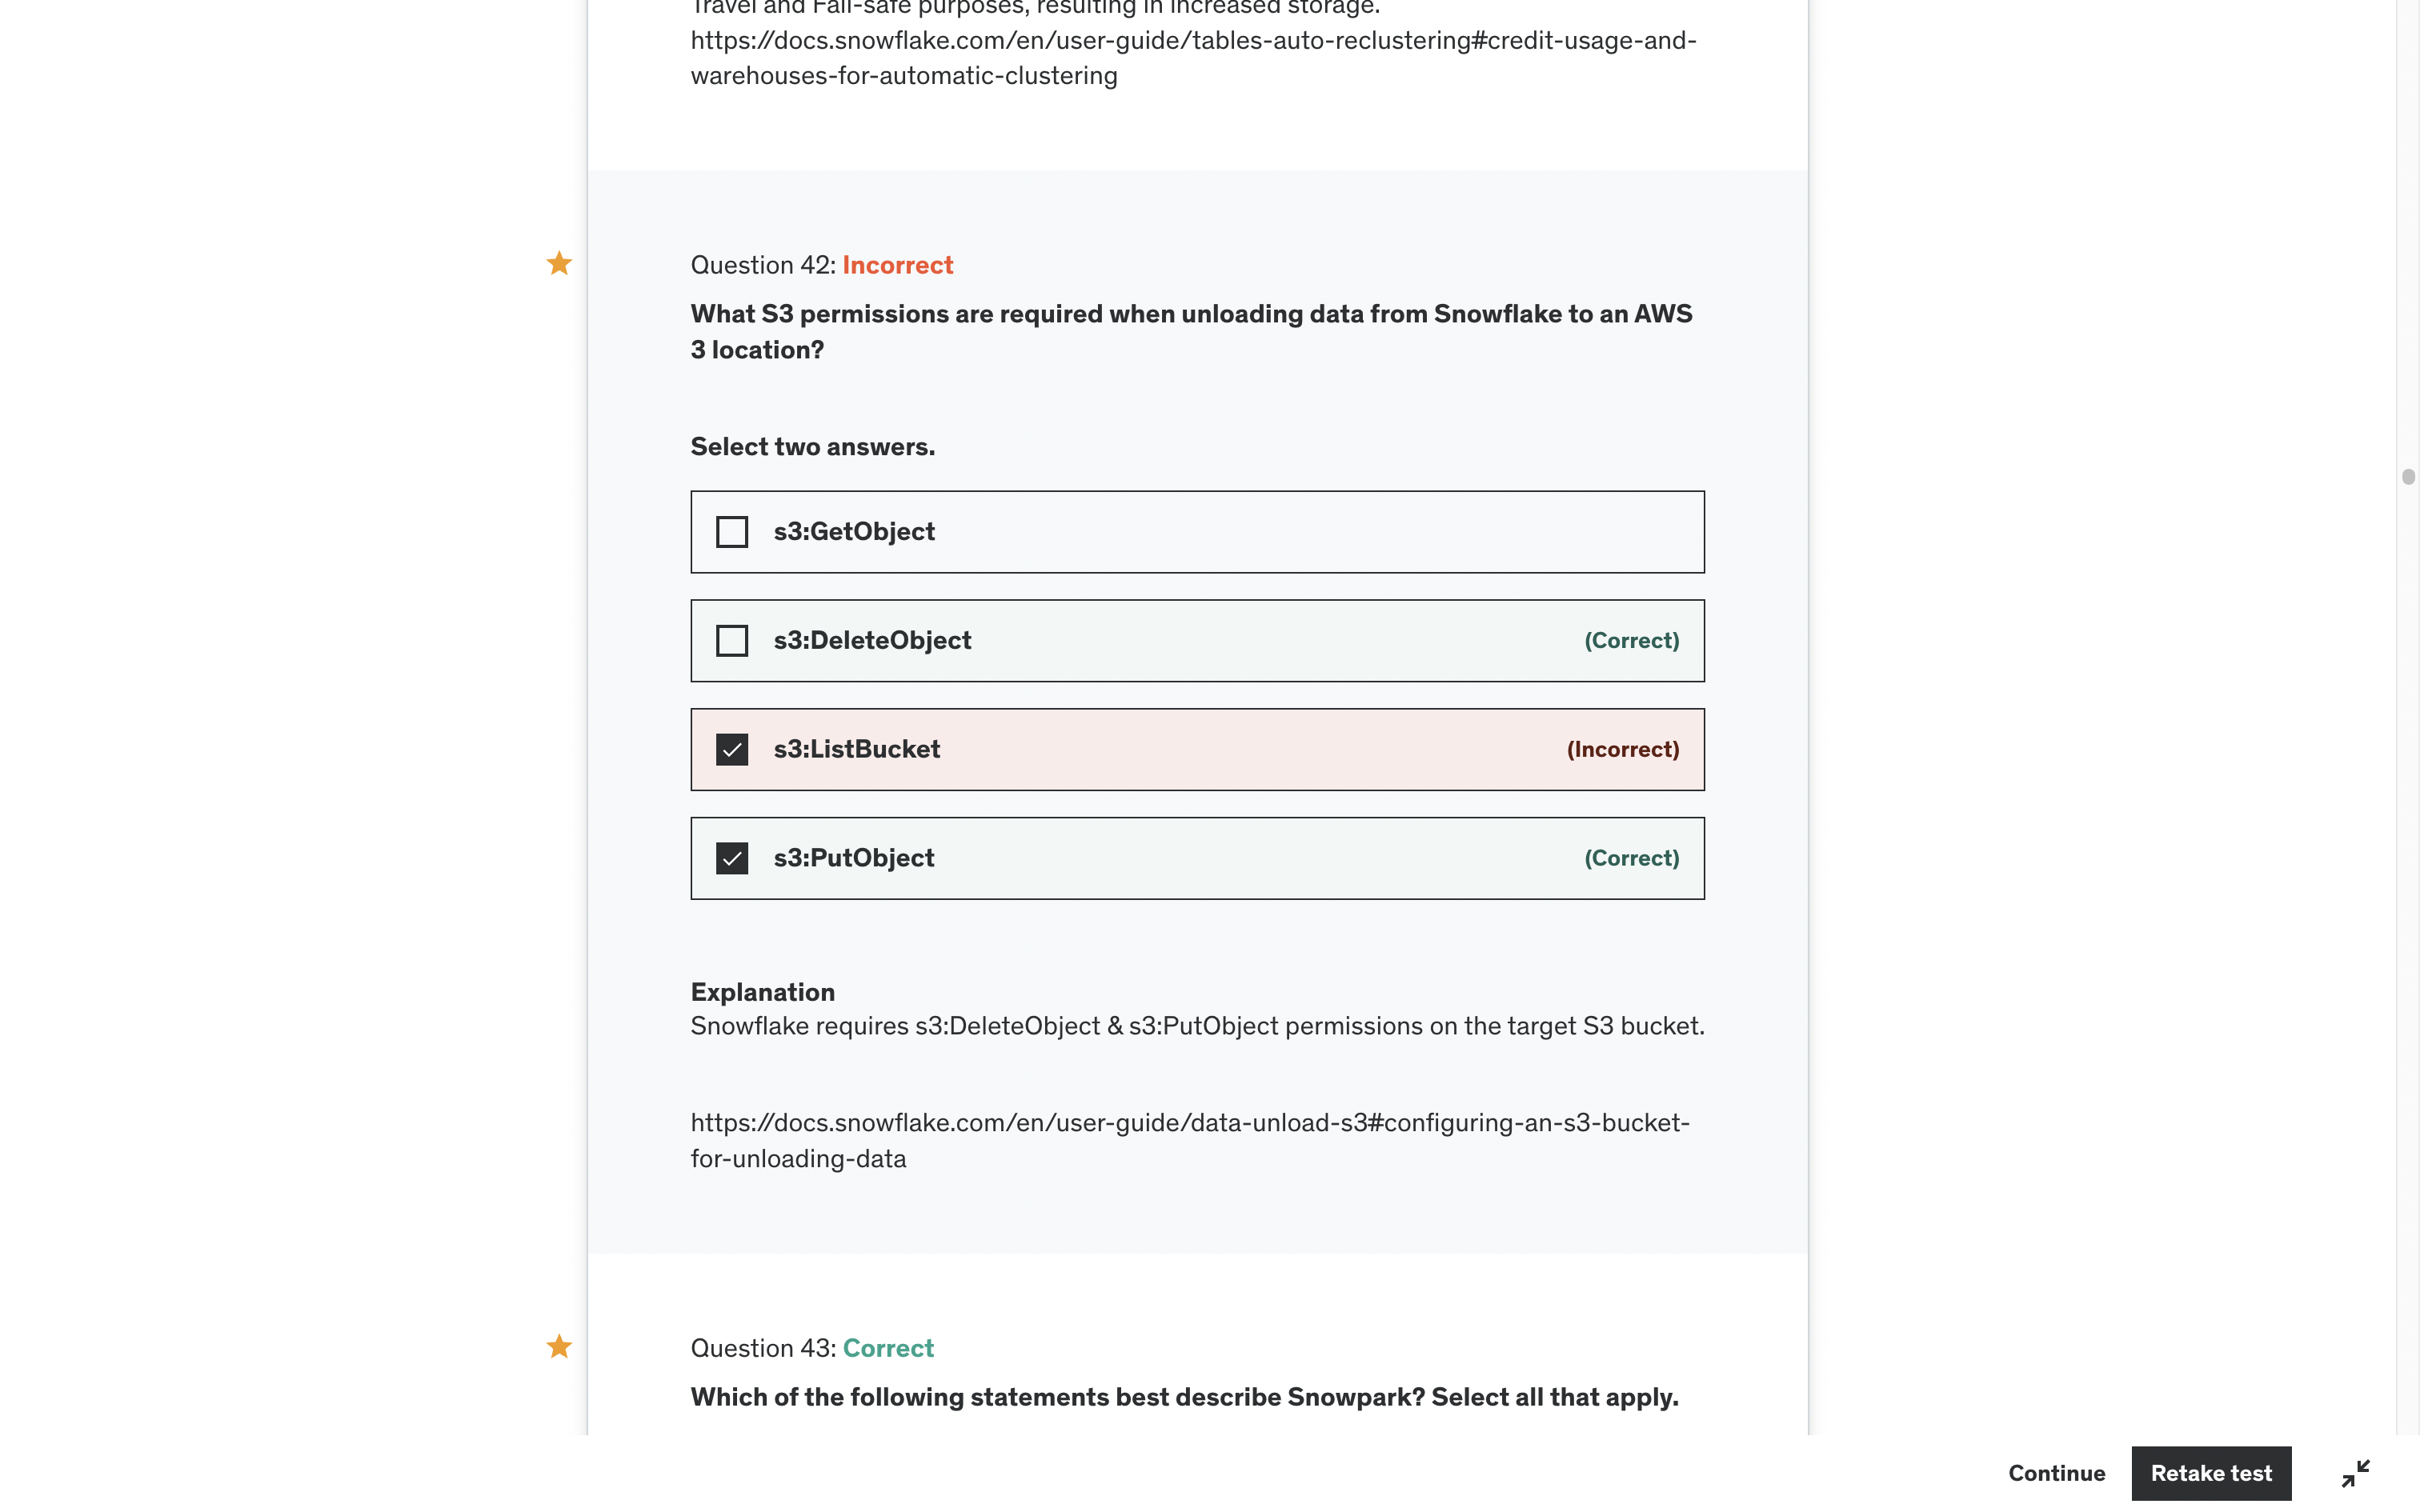 Travel and Fail-safe purposes, resulting in increased storage.
https://docs.snowflake.com/en/user-guide/tables-auto-reclustering#credit-usage-and-
warehouses-for-automatic-clustering
Question 42: Incorrect
What S3 permissions are required when unloading data from Snowflake to an AWS
3 location?
Select two answers.
s3:GetObject
s3:DeleteObject (Correct)
s3:ListBucket (Incorrect)
s3:PutObject (Correct)
Explanation
Snowflake requires s3:DeleteObject & s3:PutObject permissions on the target S3 bucket.
https://docs.snowflake.com/en/user-guide/data-unload-s3#configuring-an-s3-bucket-
for-unloading-data
Question 43: Correct
Which of the following statements best describe Snowpark? Select all that apply.
Continue Retake test